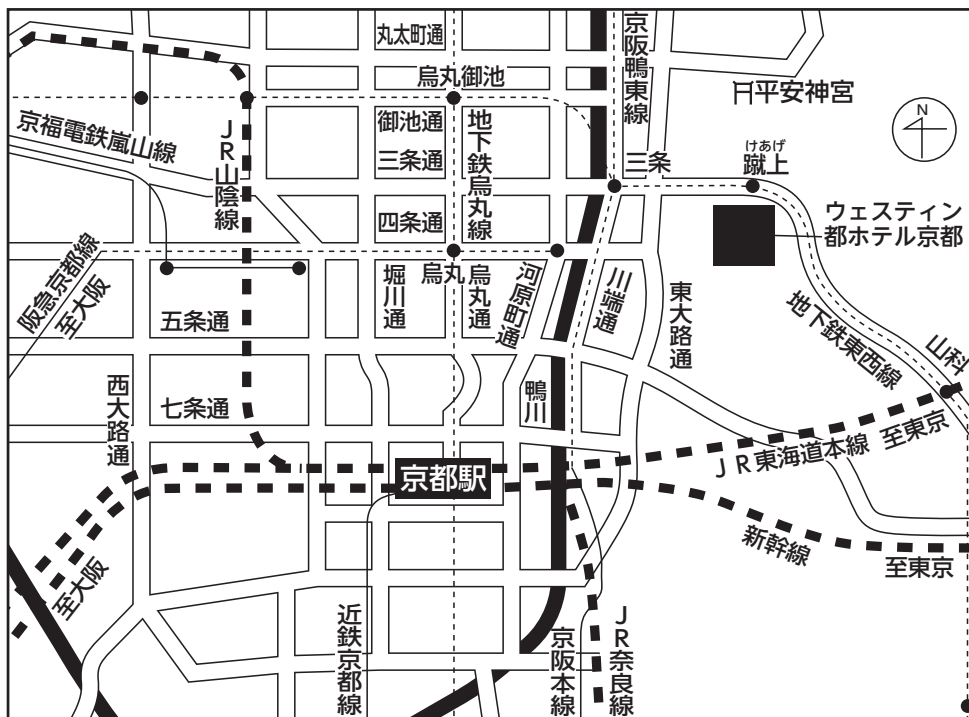 丸太町通
烏丸御池
京阪鴨東線
平安神宮
N
京福電鉄嵐山線
JR山陰線
御池通
地下鉄烏丸線
三条通
三条
けあげ
蹴上
ウェスティン
都ホテル京都
四条通
阪急京都線
至大阪
堀川通
烏丸
烏丸通
河原町通
川端通
東大路通
五条通
地下鉄東西線
山科
西大路通
七条通
鴨川
京都駅
JR東海道本線
至東京
新幹線
至東京
至大阪
近鉄京都線
京阪本線
JR奈良線